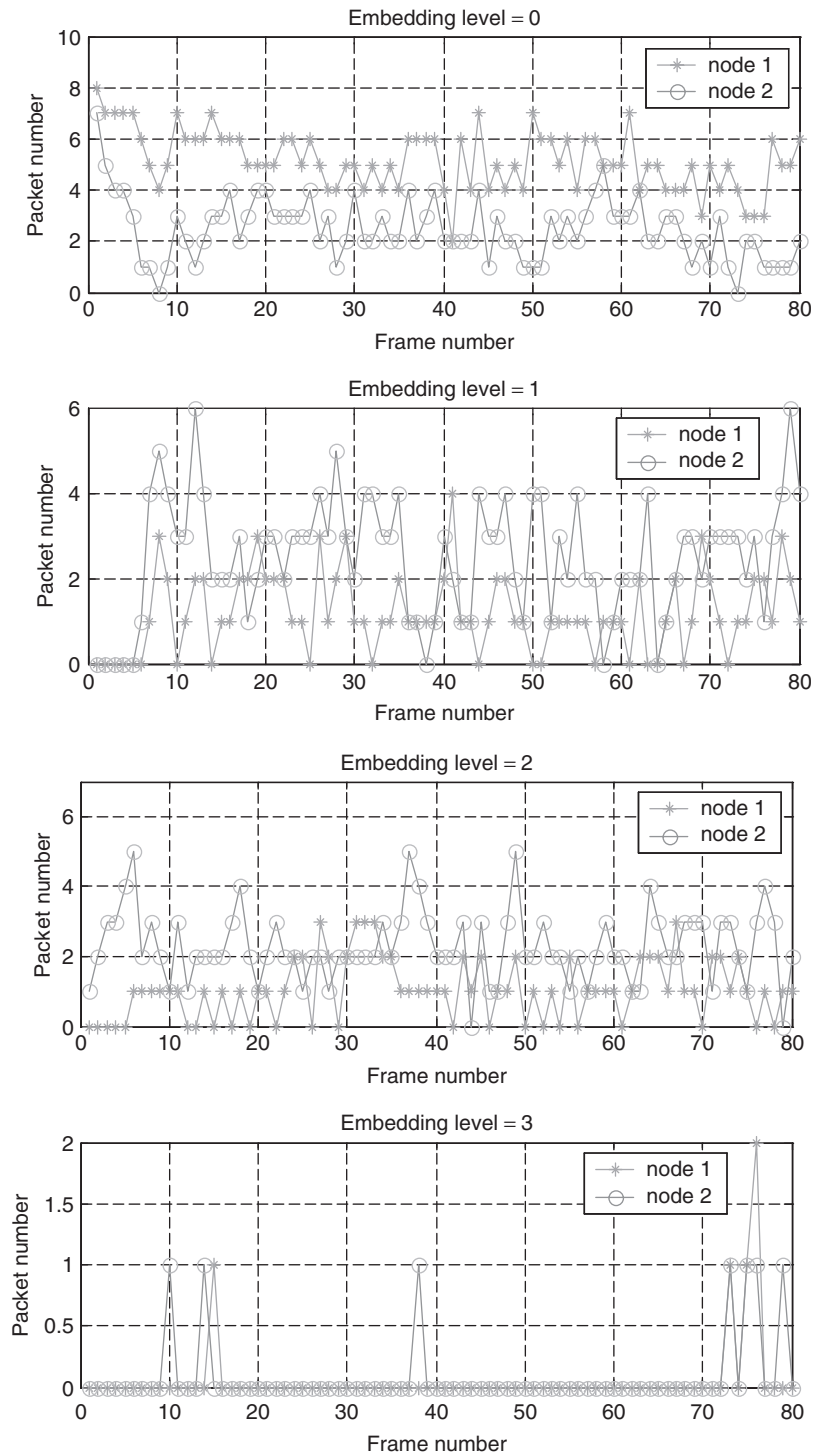 Embedding level = 0
10
8
6
4
2
0
Packet number
node 1
node 2
0 10 20 30 40 50 60 70 80
Frame number
Embedding level = 1
6
4
2
0
Packet number
node 1
node 2
0 10 20 30 40 50 60 70 80
Frame number
Embedding level = 2
6
4
2
0
Packet number
node 1
node 2
0 10 20 30 40 50 60 70 80
Frame number
Embedding level = 3
2
1.5
1
0.5
0
Packet number
node 1
node 2
0 10 20 30 40 50 60 70 80
Frame number